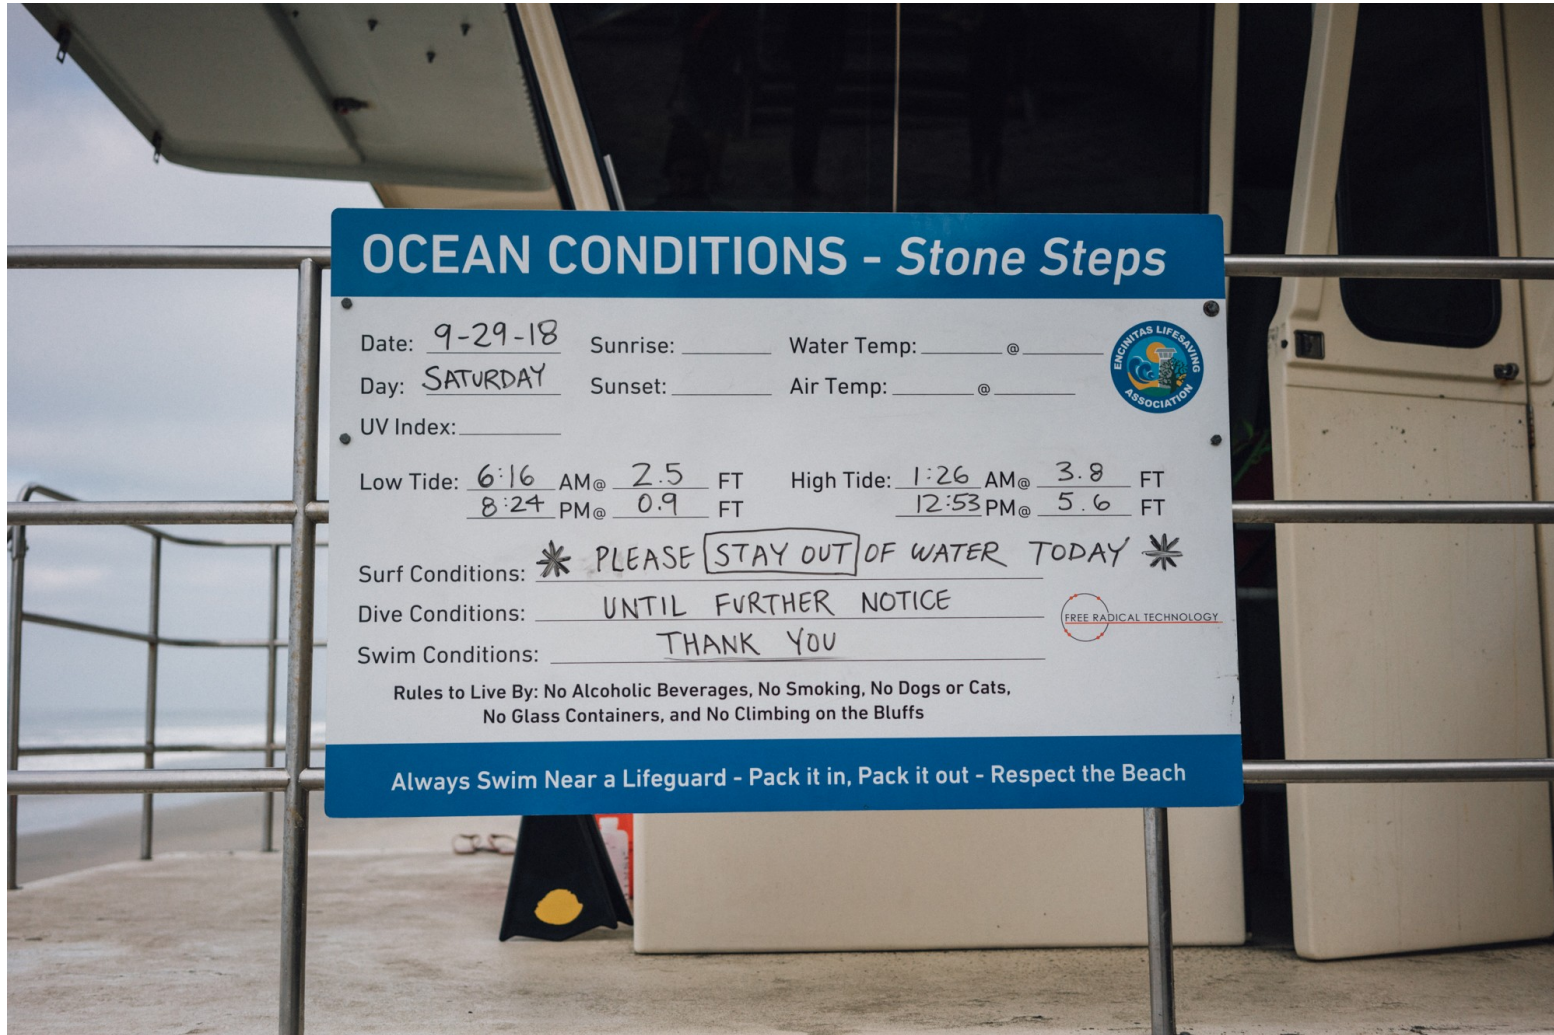 OCEAN CONDITIONS - Stone Steps
Date: 9-29-18 Sunrise: Water Temp: @
Day: SATURDAY Sunset: Air Temp: @
UV Index:
ENCINITAS LIFESAVING ASSOCIATION
Low Tide: 6:16 AM@ 2.5 FT High Tide: 1:26 AM@ 3.8 FT
8:24 PM@ 0.9 FT 12:53 PM@ 5.6 FT
Surf Conditions: * PLEASE STAY OUT OF WATER TODAY *
Dive Conditions: UNTIL FURTHER NOTICE
FREE RADICAL TECHNOLOGY
Swim Conditions: THANK YOU
Rules to Live By: No Alcoholic Beverages, No Smoking, No Dogs or Cats,
No Glass Containers, and No Climbing on the Bluffs
Always Swim Near a Lifeguard - Pack it in, Pack it out - Respect the Beach